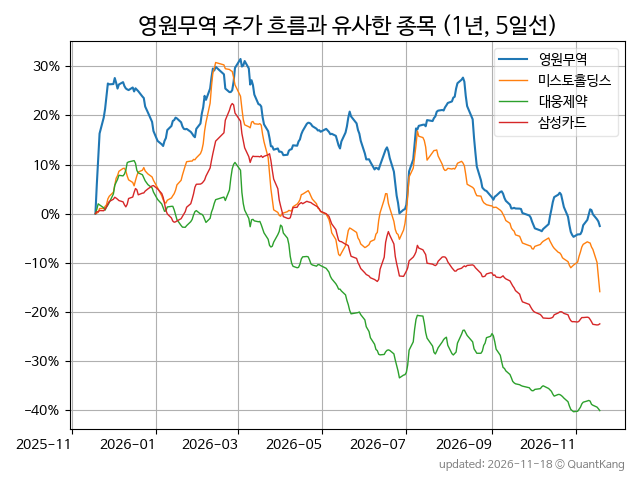 영원무역 주가 흐름과 유사한 종목 (1년, 5일선)
영원무역
미스토홀딩스
대웅제약
삼성카드
30%
20%
10%
0%
−10%
−20%
−30%
−40%
2025-11 2026-01 2026-03 2026-05 2026-07 2026-09 2026-11
updated: 2026-11-18 © QuantKang